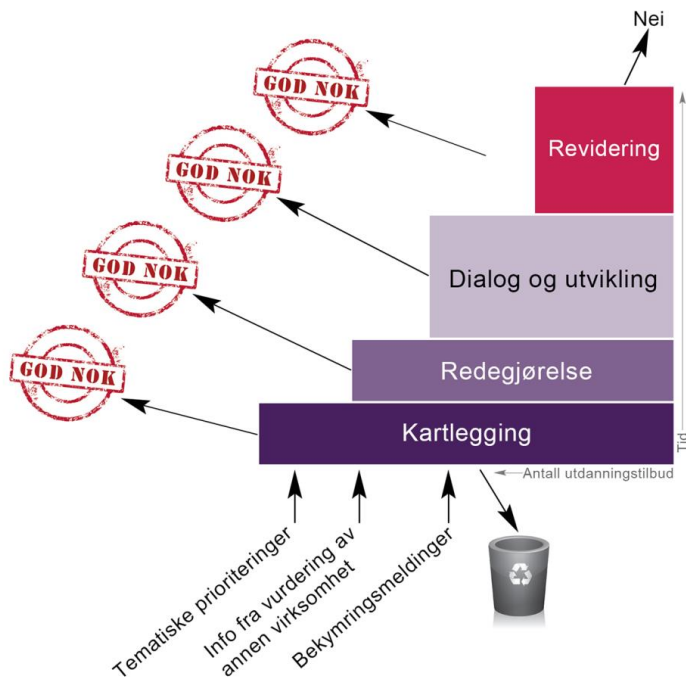 Nei
GOD NOK
Revidering
GOD NOK
Dialog og utvikling
GOD NOK
Redegjørelse
GOD NOK
Kartlegging
Tid
Antall utdanningstilbud
Tematiske prioriteringer
Info fra vurdering av
annen virksomhet
Bekymringsmeldinger